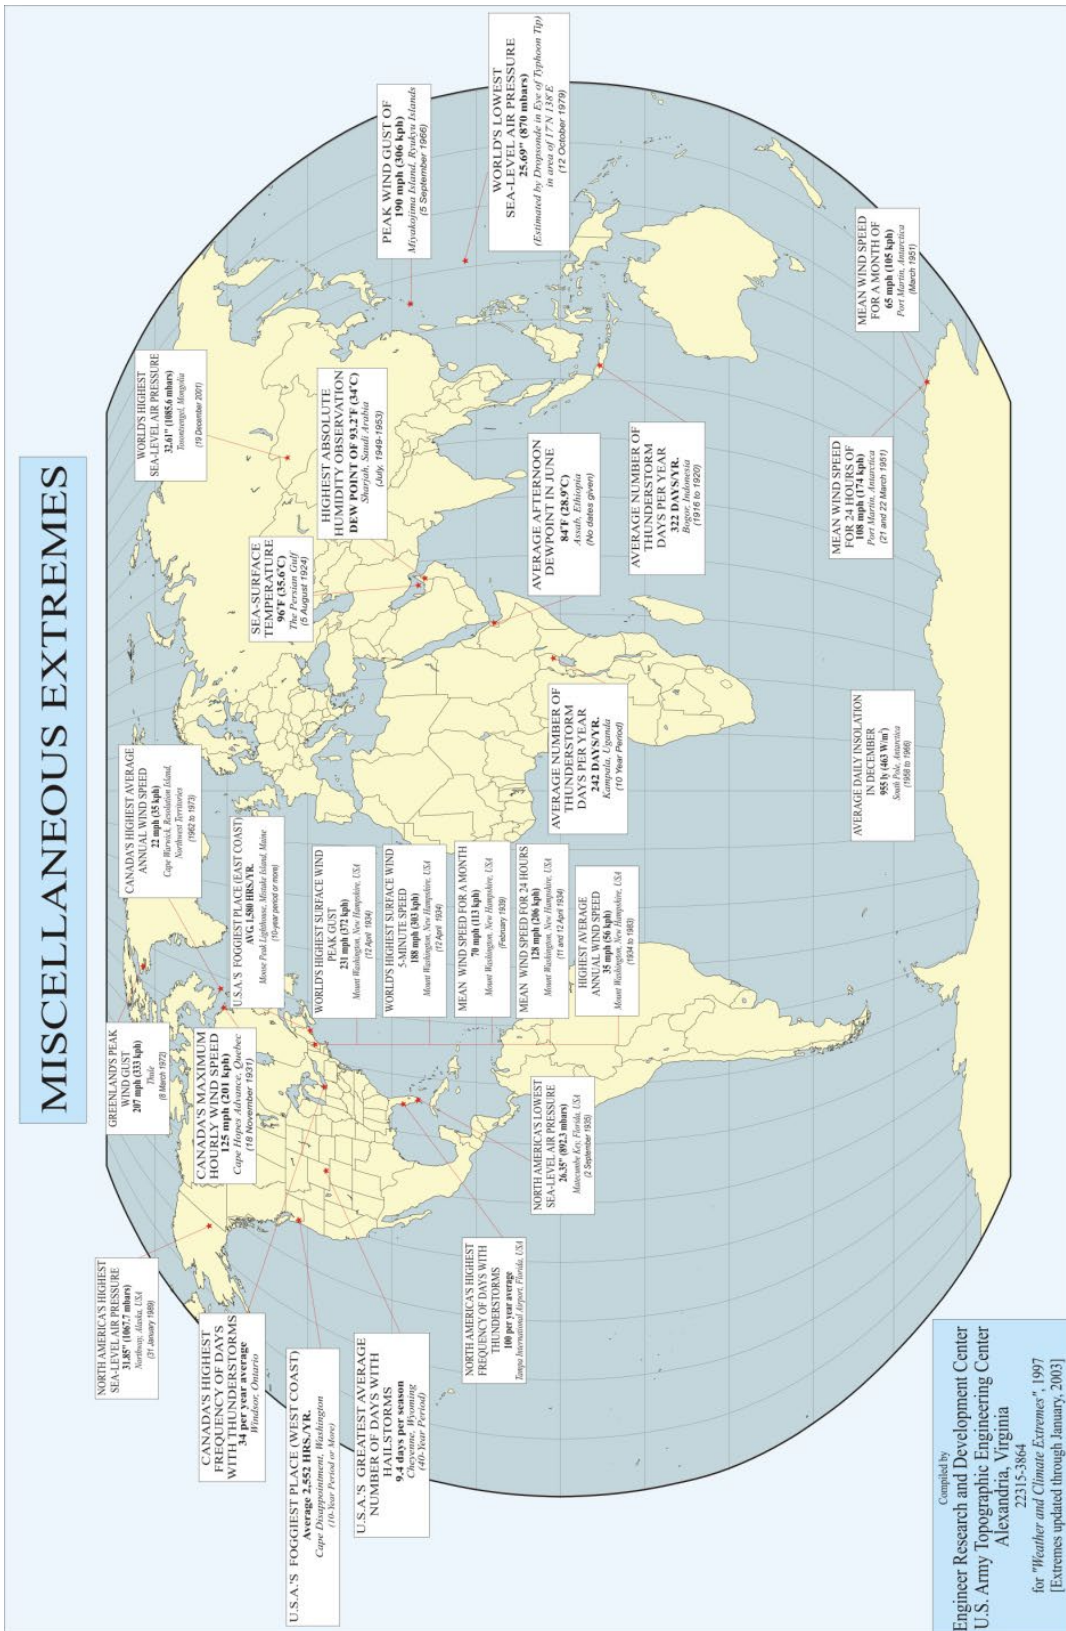 MISCELLANEOUS EXTREMES
NORTH AMERICA'S HIGHEST
SEA-LEVEL AIR PRESSURE
31.85" (1067.7 mbars)
Northway, Alaska, USA
(31 January 1989)
GREENLAND'S PEAK
WIND GUST
207 mph (333 kph)
Thule
(8 March 1972)
CANADA'S HIGHEST AVERAGE
ANNUAL WIND SPEED
22 mph (35 kph)
Cape Warwick, Resolution Island,
Northwest Territories
(1962 to 1973)
WORLD'S HIGHEST
SEA-LEVEL AIR PRESSURE
32.61" (1085.6 mbars)
Tosontsengel, Mongolia
(19 December 2001)
CANADA'S HIGHEST
FREQUENCY OF DAYS
WITH THUNDERSTORMS
34 per year average
Windsor, Ontario
CANADA'S MAXIMUM
HOURLY WIND SPEED
125 mph (201 kph)
Cape Hopes Advance, Quebec
(18 November 1931)
U.S.A.'S FOGGIEST PLACE (EAST COAST)
AVG. 1,580 HRS./YR.
Moose Peak Lighthouse, Mistake Island, Maine
(10-year period or more)
SEA-SURFACE
TEMPERATURE
96°F (35.6°C)
The Persian Gulf
(5 August 1924)
HIGHEST ABSOLUTE
HUMIDITY OBSERVATION
DEW POINT OF 93.2°F (34°C)
Sharjah, Saudi Arabia
(July, 1949-1953)
PEAK WIND GUST OF
190 mph (306 kph)
Miyakojima Island, Ryukyu Islands
(5 September 1966)
U.S.A.'S FOGGIEST PLACE (WEST COAST)
Average 2,552 HRS./YR.
Cape Disappointment, Washington
(10-Year Period or More)
WORLD'S HIGHEST SURFACE WIND
PEAK GUST
231 mph (372 kph)
Mount Washington, New Hampshire, USA
(12 April 1934)
U.S.A.'S GREATEST AVERAGE
NUMBER OF DAYS WITH
HAILSTORMS
9.4 days per season
Cheyenne, Wyoming
(40-Year Period)
WORLD'S HIGHEST SURFACE WIND
5-MINUTE SPEED
188 mph (303 kph)
Mount Washington, New Hampshire, USA
(12 April 1934)
NORTH AMERICA'S HIGHEST
FREQUENCY OF DAYS WITH
THUNDERSTORMS
100 per year average
Tampa International Airport, Florida, USA
MEAN WIND SPEED FOR A MONTH
70 mph (113 kph)
Mount Washington, New Hampshire, USA
(February 1939)
WORLD'S LOWEST
SEA-LEVEL AIR PRESSURE
25.69" (870 mbars)
(Estimated by Dropsonde in Eye of Typhoon Tip)
in area of 17°N 138°E
(12 October 1979)
NORTH AMERICA'S LOWEST
SEA-LEVEL AIR PRESSURE
26.35" (892.3 mbars)
Matecumbe Key, Florida, USA
(2 September 1935)
MEAN WIND SPEED FOR 24 HOURS
128 mph (206 kph)
Mount Washington, New Hampshire, USA
(11 and 12 April 1934)
AVERAGE AFTERNOON
DEWPOINT IN JUNE
84°F (28.9°C)
Assab, Ethiopia
(No dates given)
HIGHEST AVERAGE
ANNUAL WIND SPEED
35 mph (56 kph)
Mount Washington, New Hampshire, USA
(1934 to 1983)
AVERAGE NUMBER OF
THUNDERSTORM
DAYS PER YEAR
242 DAYS/YR.
Kampala, Uganda
(10 Year Period)
AVERAGE NUMBER OF
THUNDERSTORM
DAYS PER YEAR
322 DAYS/YR.
Bogor, Indonesia
(1916 to 1920)
AVERAGE DAILY INSOLATION
IN DECEMBER
955 ly (463 W/m²)
South Pole, Antarctica
(1958 to 1966)
MEAN WIND SPEED
FOR 24 HOURS OF
108 mph (174 kph)
Port Martin, Antarctica
(21 and 22 March 1951)
MEAN WIND SPEED
FOR A MONTH OF
65 mph (105 kph)
Port Martin, Antarctica
(March 1951)
Compiled by
Engineer Research and Development Center
U.S. Army Topographic Engineering Center
Alexandria, Virginia
22315-3864
for "Weather and Climate Extremes", 1997
[Extremes updated through January, 2003]